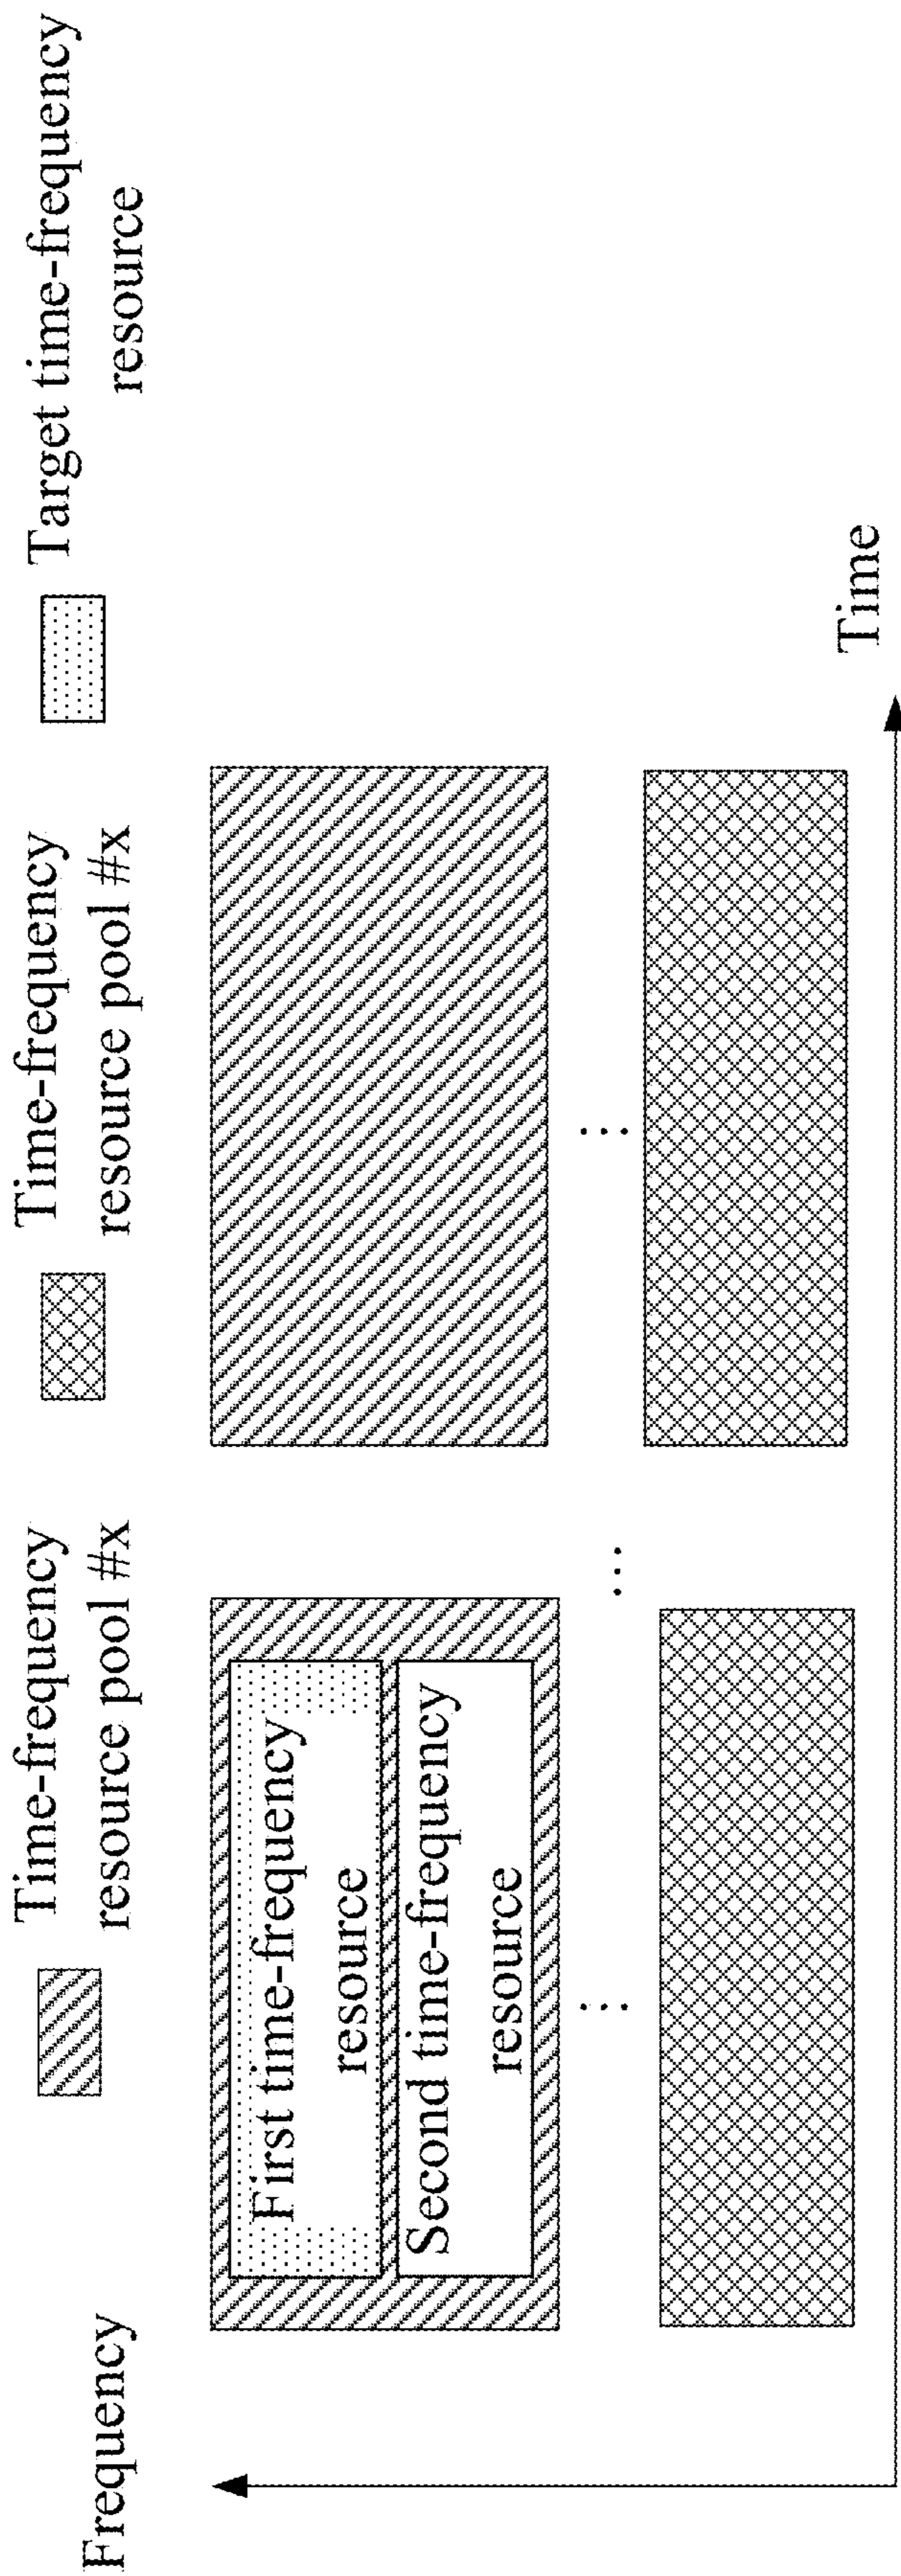 Time-frequency
resource pool #x
Time-frequency
resource pool #x
Target time-frequency
resource
Frequency
First time-frequency
resource
Second time-frequency
resource
...
...
...
Time